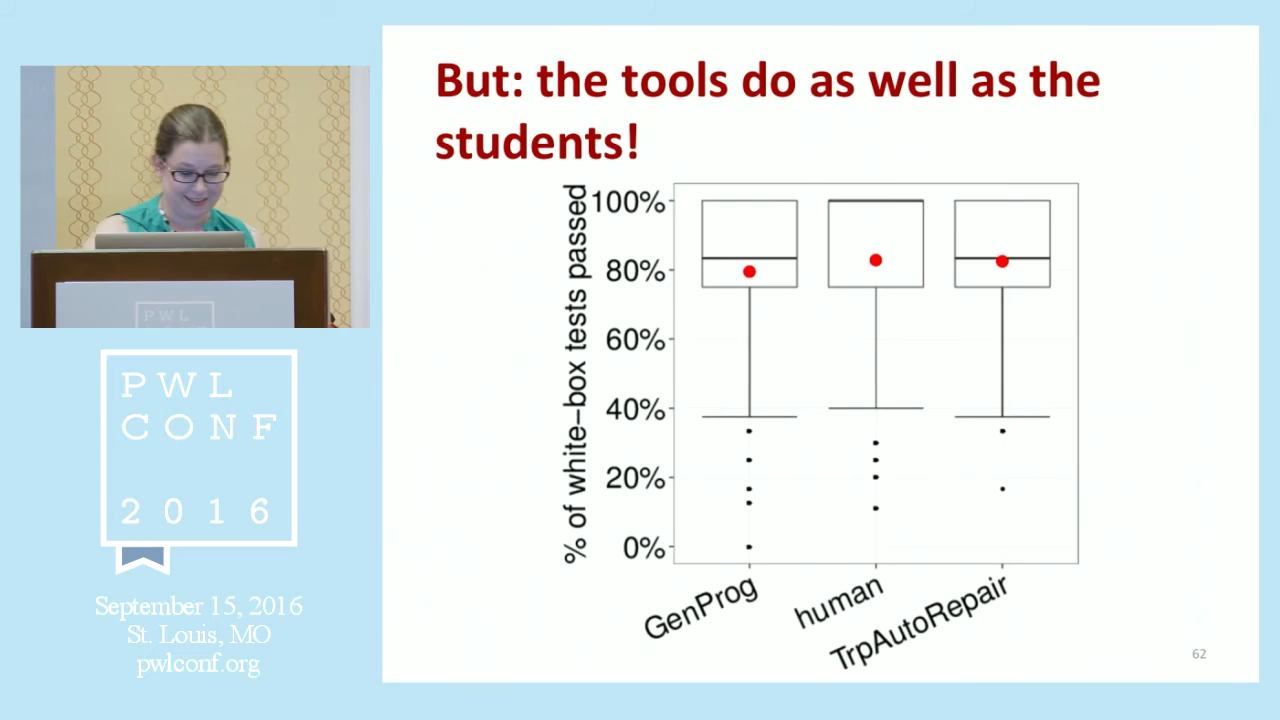 But: the tools do as well as the
students!
% of white-box tests passed
100%
80%
60%
40%
20%
0%
GenProg
human
TrpAutoRepair
62
PWL
PWL
CONF
2016
September 15, 2016
St. Louis, MO
pwlconf.org